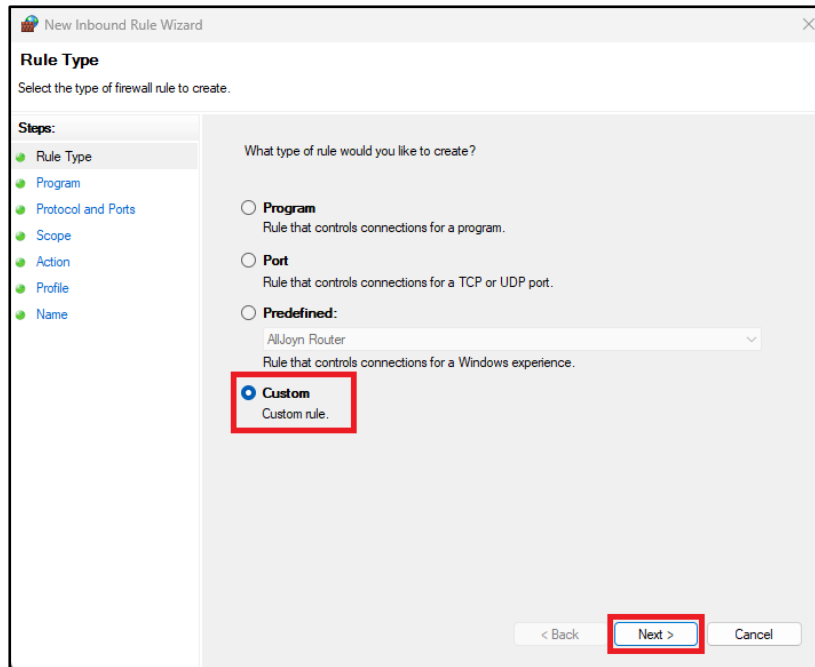 New Inbound Rule Wizard
Rule Type
Select the type of firewall rule to create.
Steps:
Rule Type
Program
Protocol and Ports
Scope
Action
Profile
Name
What type of rule would you like to create?
Program
Rule that controls connections for a program.
Port
Rule that controls connections for a TCP or UDP port.
Predefined:
AllJoyn Router
Rule that controls connections for a Windows experience.
Custom
Custom rule.
< Back
Next >
Cancel